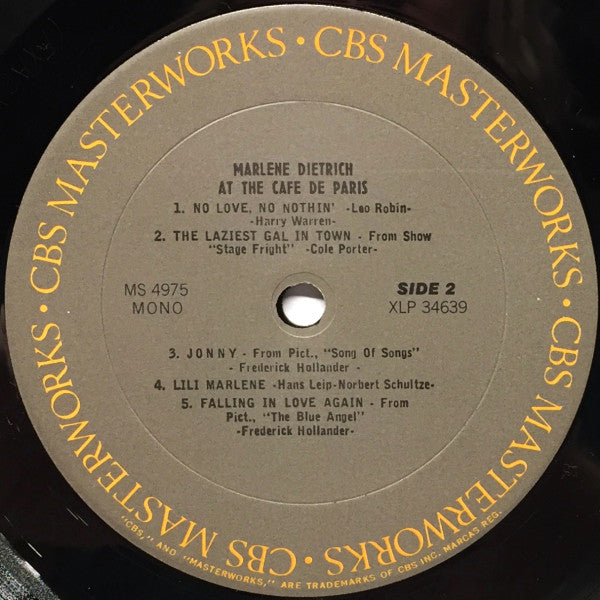 CBS MASTERWORKS · CBS MASTERWORKS · CBS MASTERWORKS · CBS MASTERWORKS · CBS MASTERWORKS ·
MARLENE DIETRICH
AT THE CAFE DE PARIS
1. NO LOVE, NO NOTHIN' -Leo Robin-
-Harry Warren-
2. THE LAZIEST GAL IN TOWN - From Show
"Stage Fright" -Cole Porter-
MS 4975
MONO
SIDE 2
XLP 34639
3. JONNY - From Pict., "Song Of Songs"
- Frederick Hollander -
4. LILI MARLENE -Hans Leip-Norbert Schultze-
5. FALLING IN LOVE AGAIN - From
Pict., "The Blue Angel"
-Frederick Hollander-
"CBS," AND "MASTERWORKS," ARE TRADEMARKS OF CBS INC. MARCAS REG.